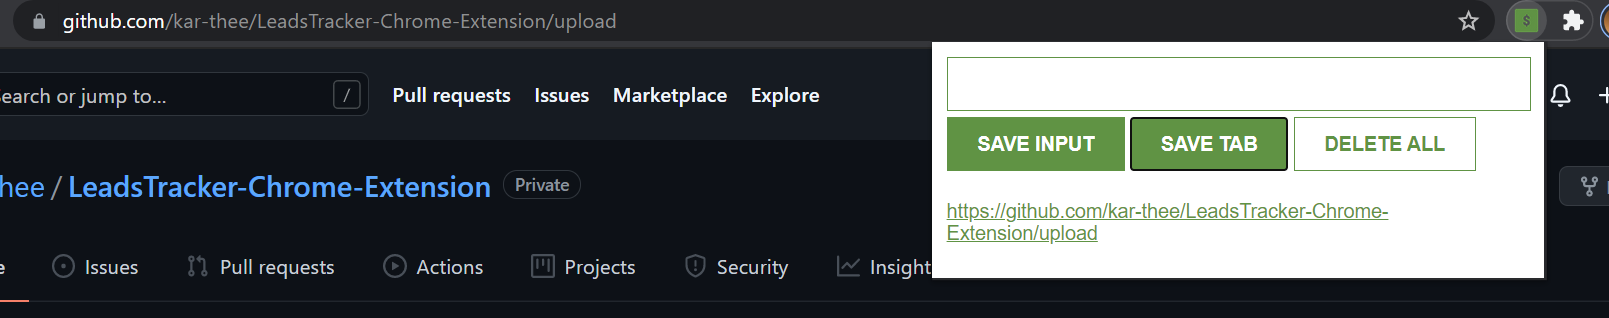 github.com/kar-thee/LeadsTracker-Chrome-Extension/upload
$
earch or jump to...
/
Pull requests Issues Marketplace Explore
SAVE INPUT SAVE TAB DELETE ALL
thee / LeadsTracker-Chrome-Extension Private
https://github.com/kar-thee/LeadsTracker-Chrome-
Extension/upload
e Issues Pull requests Actions Projects Security Insight